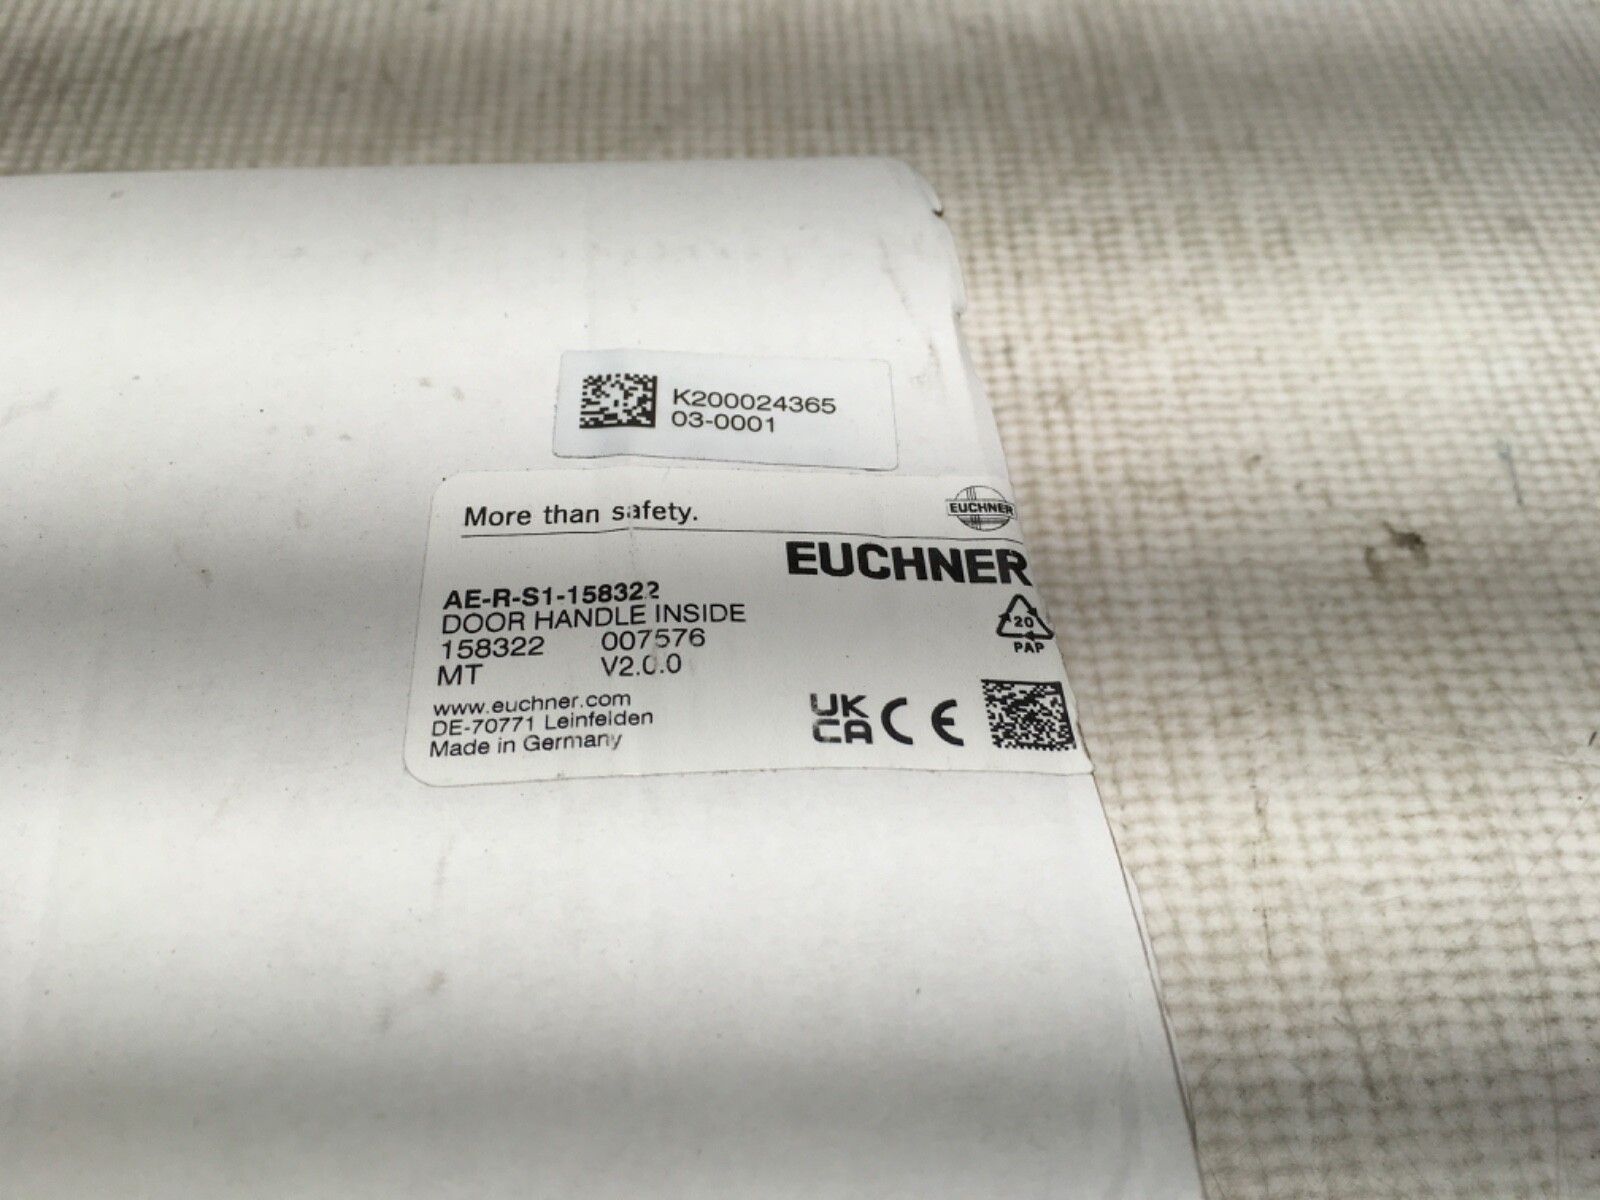 K200024365
03-0001
More than safety.
EUCHNER
EUCHNER
AE-R-S1-158322
DOOR HANDLE INSIDE
158322 007576
MT V2.0.0
20
PAP
www.euchner.com
DE-70771 Leinfelden
Made in Germany
UK
CA CE